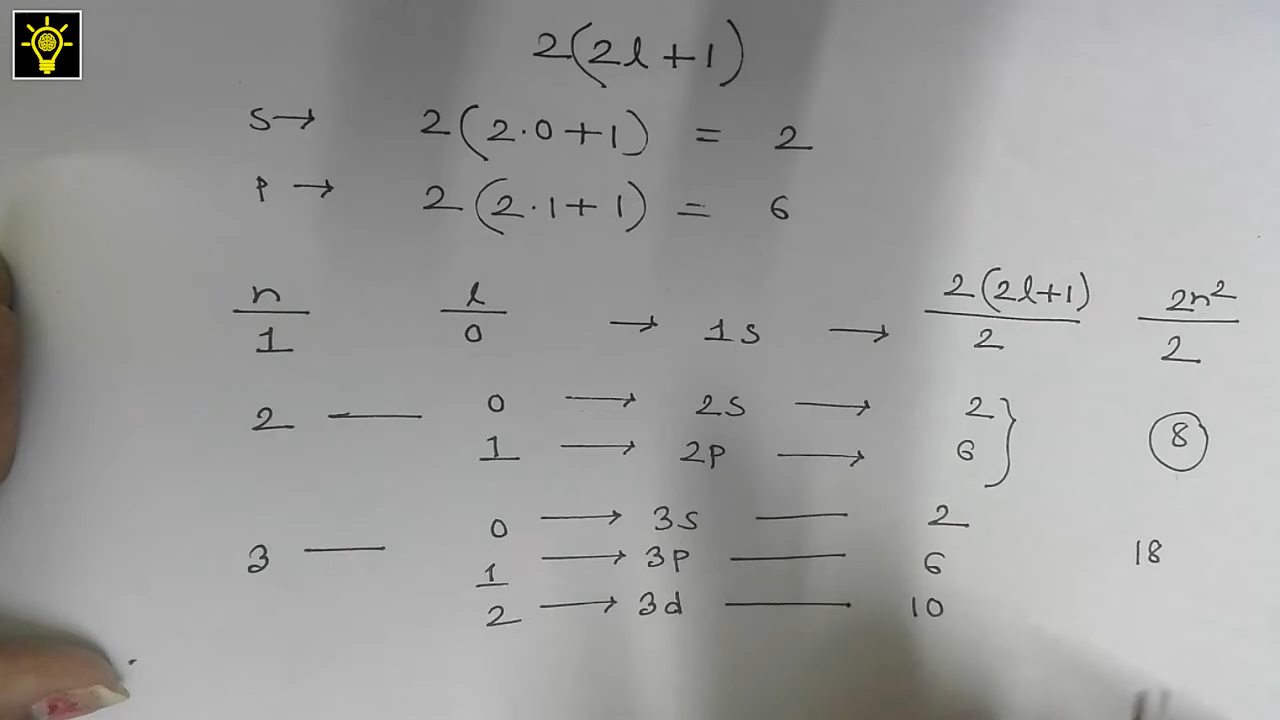 2(2l+1)
S→ 2(2·0+1) = 2
P → 2(2·1+1) = 6
n l 2(2l+1) 2n²
1 0 → 1s → 2 2
2 — 0 → 2s → 2
1 → 2p → 6 } 8
3 — 0 → 3s — 2
1 → 3p — 6 18
2 → 3d — 10